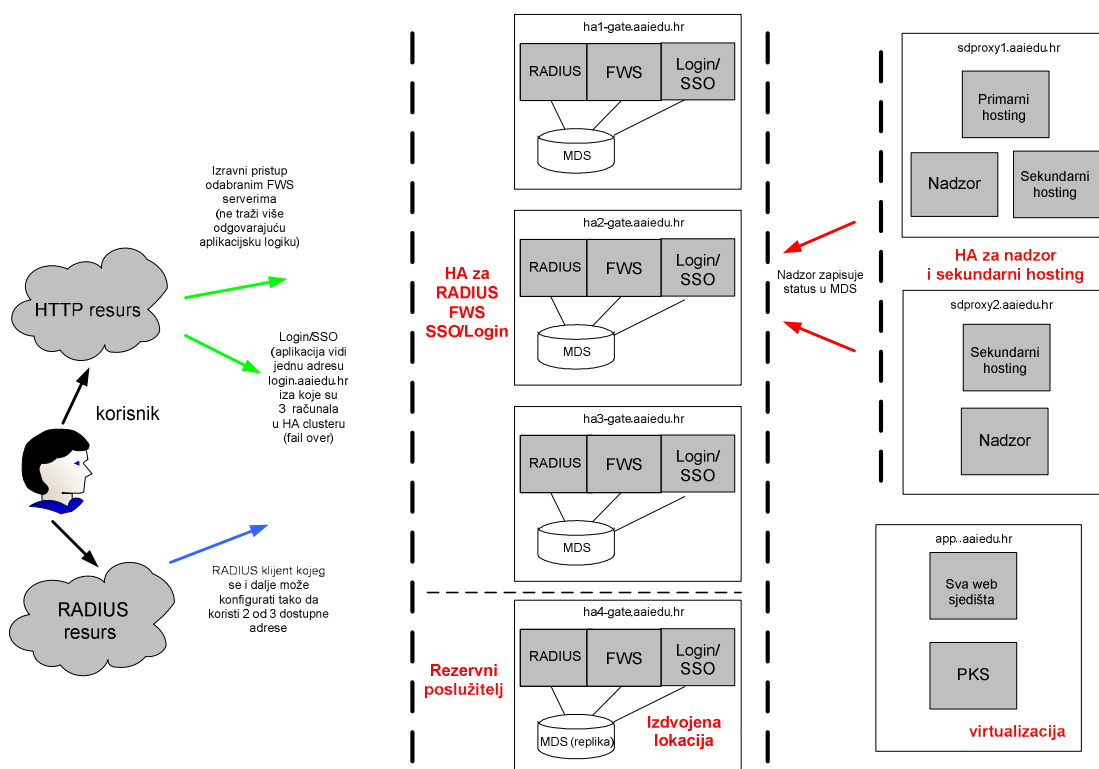 Izravni pristup
odabranim FWS
serverima
(ne traži više
odgovarajuću
aplikacijsku logiku)
HTTP resurs
Login/SSO
(aplikacija vidi
jednu adresu
login.aaiedu.hr
iza koje su
3 računala
u HA clusteru
(fail over)
korisnik
RADIUS klijent kojeg
se i dalje može
konfigurati tako da
koristi 2 od 3 dostupne
adrese
RADIUS
resurs
HA za
RADIUS
FWS
SSO/Login
Rezervni
poslužitelj
ha1-gate.aaiedu.hr
RADIUS
FWS
Login/
SSO
MDS
ha2-gate.aaiedu.hr
RADIUS
FWS
Login/
SSO
MDS
ha3-gate.aaiedu.hr
RADIUS
FWS
Login/
SSO
MDS
ha4-gate.aaiedu.hr
RADIUS
FWS
Login/
SSO
MDS (replika)
Izdvojena
lokacija
Nadzor zapisuje
status u MDS
sdproxy1.aaiedu.hr
Primarni
hosting
Nadzor
Sekundarni
hosting
HA za nadzor
i sekundarni hosting
sdproxy2.aaiedu.hr
Sekundarni
hosting
Nadzor
app..aaiedu.hr
Sva web
sjedišta
PKS
virtualizacija